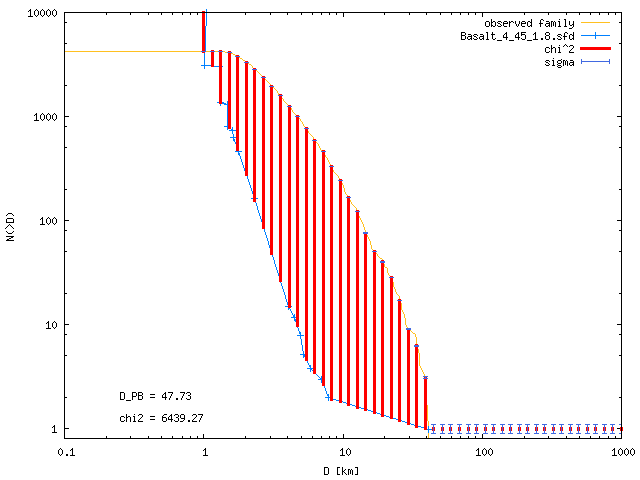 10000
1000
100
10
1
0.1
1
10
100
1000
N(>D)
D [km]
observed family
Basalt_4_45_1.8.sfd
chi^2
sigma
D_PB = 47.73
chi2 = 6439.27